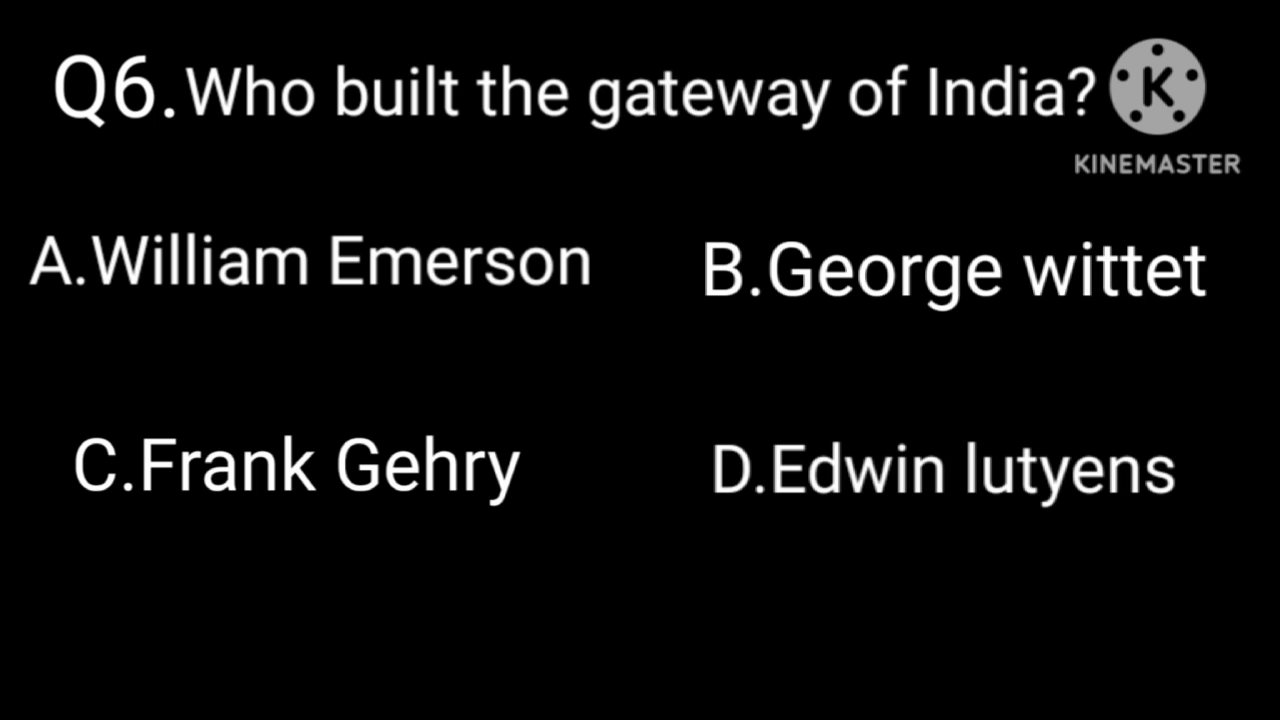 Q6.Who built the gateway of India?
K
KINEMASTER
A.William Emerson
B.George wittet
C.Frank Gehry
D.Edwin lutyens